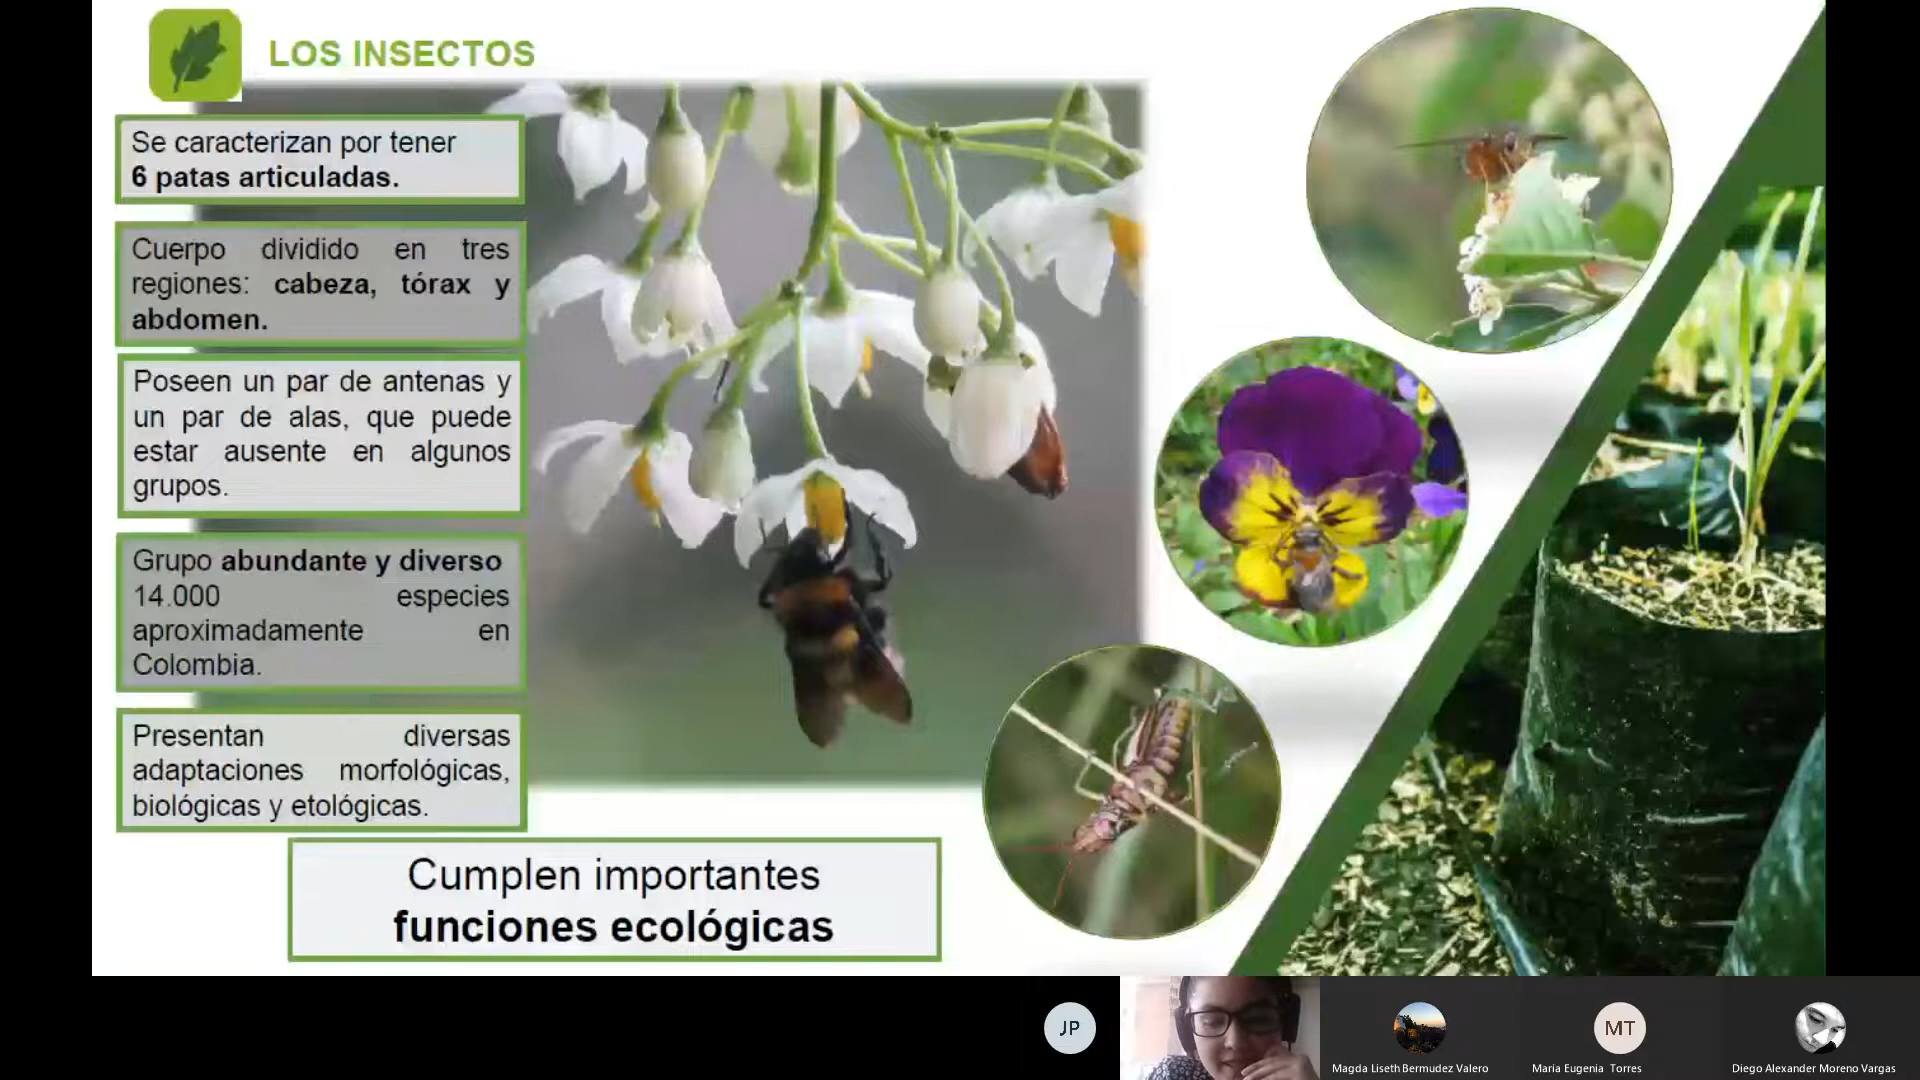 LOS INSECTOS
Se caracterizan por tener
6 patas articuladas.
Cuerpo dividido en tres
regiones: cabeza, tórax y
abdomen.
Poseen un par de antenas y
un par de alas, que puede
estar ausente en algunos
grupos.
Grupo abundante y diverso
14.000 especies
aproximadamente en
Colombia.
Presentan diversas
adaptaciones morfológicas,
biológicas y etológicas.
Cumplen importantes
funciones ecológicas
JP
MT
Magda Liseth Bermudez Valero
Maria Eugenia Torres
Diego Alexander Moreno Vargas